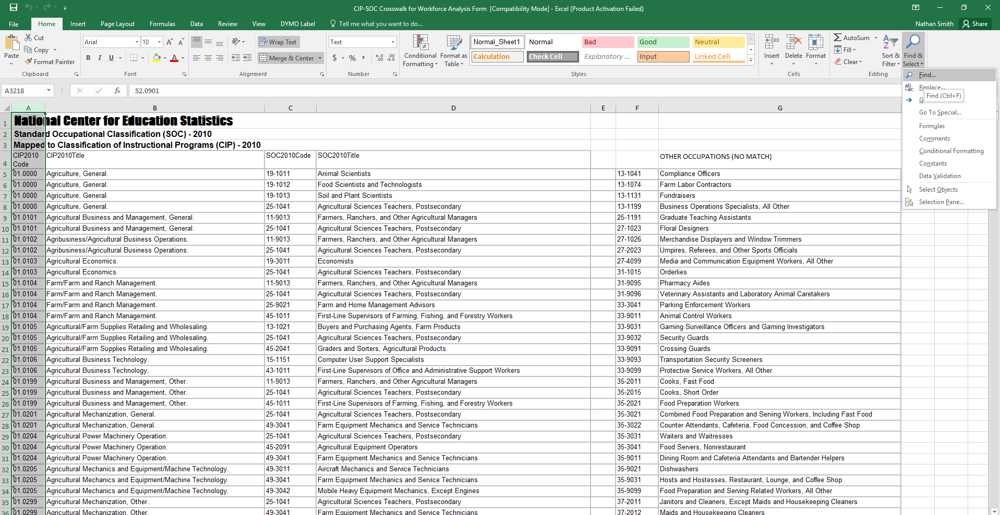 CIP-SOC Crosswalk for Workforce Analysis Form [Compatibility Mode] - Excel (Product Activation Failed)
File Home Insert Page Layout Formulas Data Review View DYMO Label Tell me what you want to do... Nathan Smith Share
Paste Cut Copy Format Painter Clipboard
Arial 10 A A B I U A Font
Wrap Text Merge & Center Alignment
Text $ % , Number
Conditional Formatting Format as Table
Normal_Sheet1 Normal Bad Good Neutral
Calculation Check Cell Explanatory ... Input Linked Cell
Styles
Insert Delete Format Cells
AutoSum Fill Clear Sort & Filter Find & Select Editing
A3218 fx 52.0901
Find...
Replace...
Find (Ctrl+F)
G
Go To Special...
Formulas
Comments
Conditional Formatting
Constants
Data Validation
Select Objects
Selection Pane...
A B C D E F G
1 National Center for Education Statistics
2 Standard Occupational Classification (SOC) - 2010
3 Mapped to Classification of Instructional Programs (CIP) - 2010
4 CIP2010 Code CIP2010Title SOC2010Code SOC2010Title OTHER OCCUPATIONS (NO MATCH)
5 01.0000 Agriculture, General. 19-1011 Animal Scientists 13-1041 Compliance Officers
6 01.0000 Agriculture, General. 19-1012 Food Scientists and Technologists 13-1074 Farm Labor Contractors
7 01.0000 Agriculture, General. 19-1013 Soil and Plant Scientists 13-1131 Fundraisers
8 01.0000 Agriculture, General. 25-1041 Agricultural Sciences Teachers, Postsecondary 13-1199 Business Operations Specialists, All Other
9 01.0101 Agricultural Business and Management, General. 11-9013 Farmers, Ranchers, and Other Agricultural Managers 25-1191 Graduate Teaching Assistants
10 01.0101 Agricultural Business and Management, General. 25-1041 Agricultural Sciences Teachers, Postsecondary 27-1023 Floral Designers
11 01.0102 Agribusiness/Agricultural Business Operations. 11-9013 Farmers, Ranchers, and Other Agricultural Managers 27-1026 Merchandise Displayers and Window Trimmers
12 01.0102 Agribusiness/Agricultural Business Operations. 25-1041 Agricultural Sciences Teachers, Postsecondary 27-2023 Umpires, Referees, and Other Sports Officials
13 01.0103 Agricultural Economics. 19-3011 Economists 27-4099 Media and Communication Equipment Workers, All Other
14 01.0103 Agricultural Economics. 25-1041 Agricultural Sciences Teachers, Postsecondary 31-1015 Orderlies
15 01.0104 Farm/Farm and Ranch Management. 11-9013 Farmers, Ranchers, and Other Agricultural Managers 31-9095 Pharmacy Aides
16 01.0104 Farm/Farm and Ranch Management. 25-1041 Agricultural Sciences Teachers, Postsecondary 31-9096 Veterinary Assistants and Laboratory Animal Caretakers
17 01.0104 Farm/Farm and Ranch Management. 25-9021 Farm and Home Management Advisors 33-3041 Parking Enforcement Workers
18 01.0104 Farm/Farm and Ranch Management. 45-1011 First-Line Supervisors of Farming, Fishing, and Forestry Workers 33-9011 Animal Control Workers
19 01.0105 Agricultural/Farm Supplies Retailing and Wholesaling. 13-1021 Buyers and Purchasing Agents, Farm Products 33-9031 Gaming Surveillance Officers and Gaming Investigators
20 01.0105 Agricultural/Farm Supplies Retailing and Wholesaling. 25-1041 Agricultural Sciences Teachers, Postsecondary 33-9032 Security Guards
21 01.0105 Agricultural/Farm Supplies Retailing and Wholesaling. 45-2041 Graders and Sorters, Agricultural Products 33-9091 Crossing Guards
22 01.0106 Agricultural Business Technology. 15-1151 Computer User Support Specialists 33-9093 Transportation Security Screeners
23 01.0106 Agricultural Business Technology. 43-1011 First-Line Supervisors of Office and Administrative Support Workers 33-9099 Protective Service Workers, All Other
24 01.0199 Agricultural Business and Management, Other. 11-9013 Farmers, Ranchers, and Other Agricultural Managers 35-2011 Cooks, Fast Food
25 01.0199 Agricultural Business and Management, Other. 25-1041 Agricultural Sciences Teachers, Postsecondary 35-2015 Cooks, Short Order
26 01.0199 Agricultural Business and Management, Other. 45-1011 First-Line Supervisors of Farming, Fishing, and Forestry Workers 35-2021 Food Preparation Workers
27 01.0201 Agricultural Mechanization, General. 25-1041 Agricultural Sciences Teachers, Postsecondary 35-3021 Combined Food Preparation and Serving Workers, Including Fast Food
28 01.0201 Agricultural Mechanization, General. 49-3041 Farm Equipment Mechanics and Service Technicians 35-3022 Counter Attendants, Cafeteria, Food Concession, and Coffee Shop
29 01.0204 Agricultural Power Machinery Operation. 25-1041 Agricultural Sciences Teachers, Postsecondary 35-3031 Waiters and Waitresses
30 01.0204 Agricultural Power Machinery Operation. 45-2091 Agricultural Equipment Operators 35-3041 Food Servers, Nonrestaurant
31 01.0204 Agricultural Power Machinery Operation. 49-3041 Farm Equipment Mechanics and Service Technicians 35-9011 Dining Room and Cafeteria Attendants and Bartender Helpers
32 01.0205 Agricultural Mechanics and Equipment/Machine Technology. 49-3011 Aircraft Mechanics and Service Technicians 35-9021 Dishwashers
33 01.0205 Agricultural Mechanics and Equipment/Machine Technology. 49-3041 Farm Equipment Mechanics and Service Technicians 35-9031 Hosts and Hostesses, Restaurant, Lounge, and Coffee Shop
34 01.0205 Agricultural Mechanics and Equipment/Machine Technology. 49-3042 Mobile Heavy Equipment Mechanics, Except Engines 35-9099 Food Preparation and Serving Related Workers, All Other
35 01.0299 Agricultural Mechanization, Other. 25-1041 Agricultural Sciences Teachers, Postsecondary 37-2011 Janitors and Cleaners, Except Maids and Housekeeping Cleaners
36 01.0299 Agricultural Mechanization, Other. 49-3041 Farm Equipment Mechanics and Service Technicians 37-2012 Maids and Housekeeping Cleaners